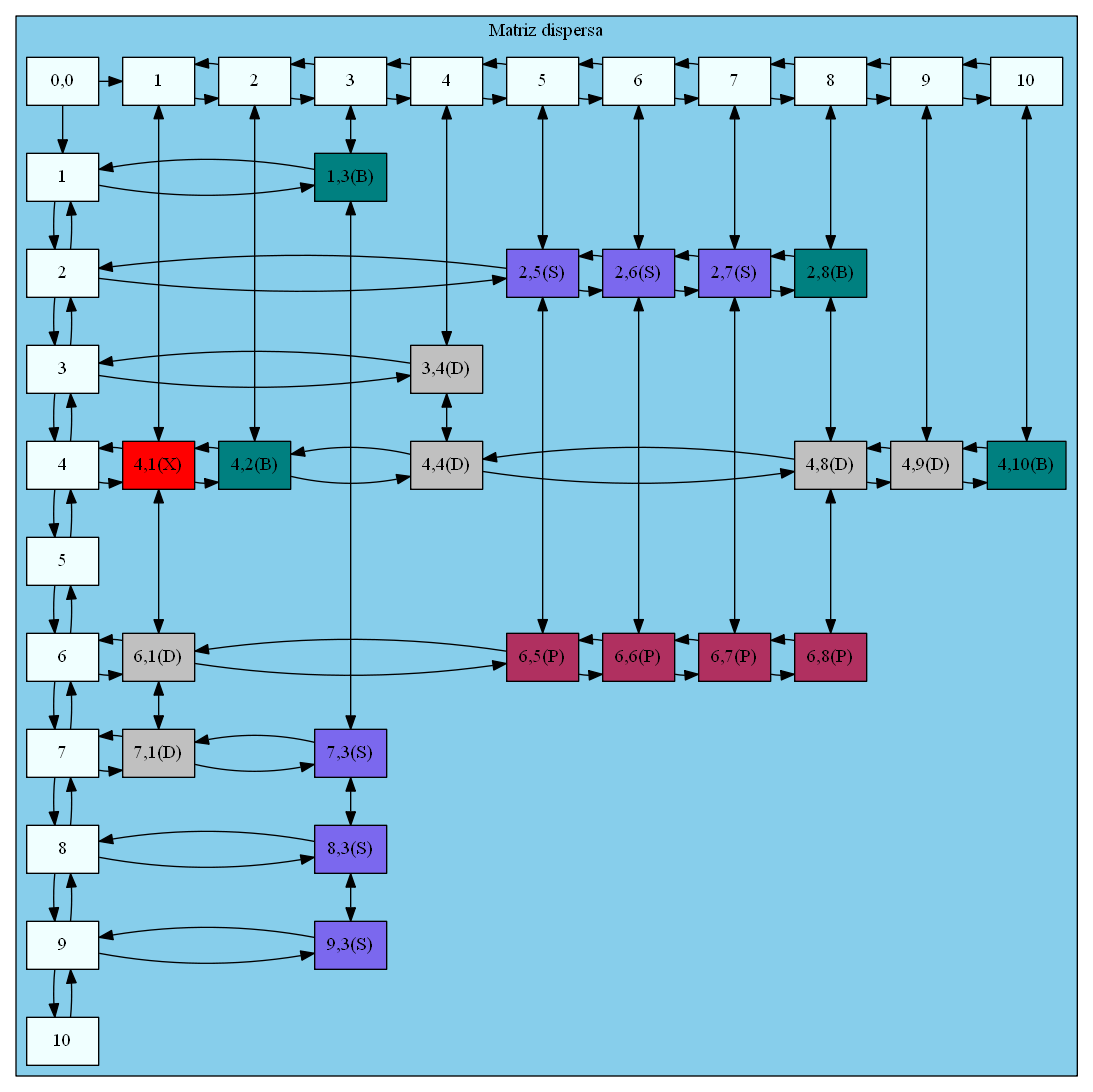 Matriz dispersa
0,0 1 2 3 4 5 6 7 8 9 10
1 1,3(B)
2 2,5(S) 2,6(S) 2,7(S) 2,8(B)
3 3,4(D)
4 4,1(X) 4,2(B) 4,4(D) 4,8(D) 4,9(D) 4,10(B)
5
6 6,1(D) 6,5(P) 6,6(P) 6,7(P) 6,8(P)
7 7,1(D) 7,3(S)
8 8,3(S)
9 9,3(S)
10